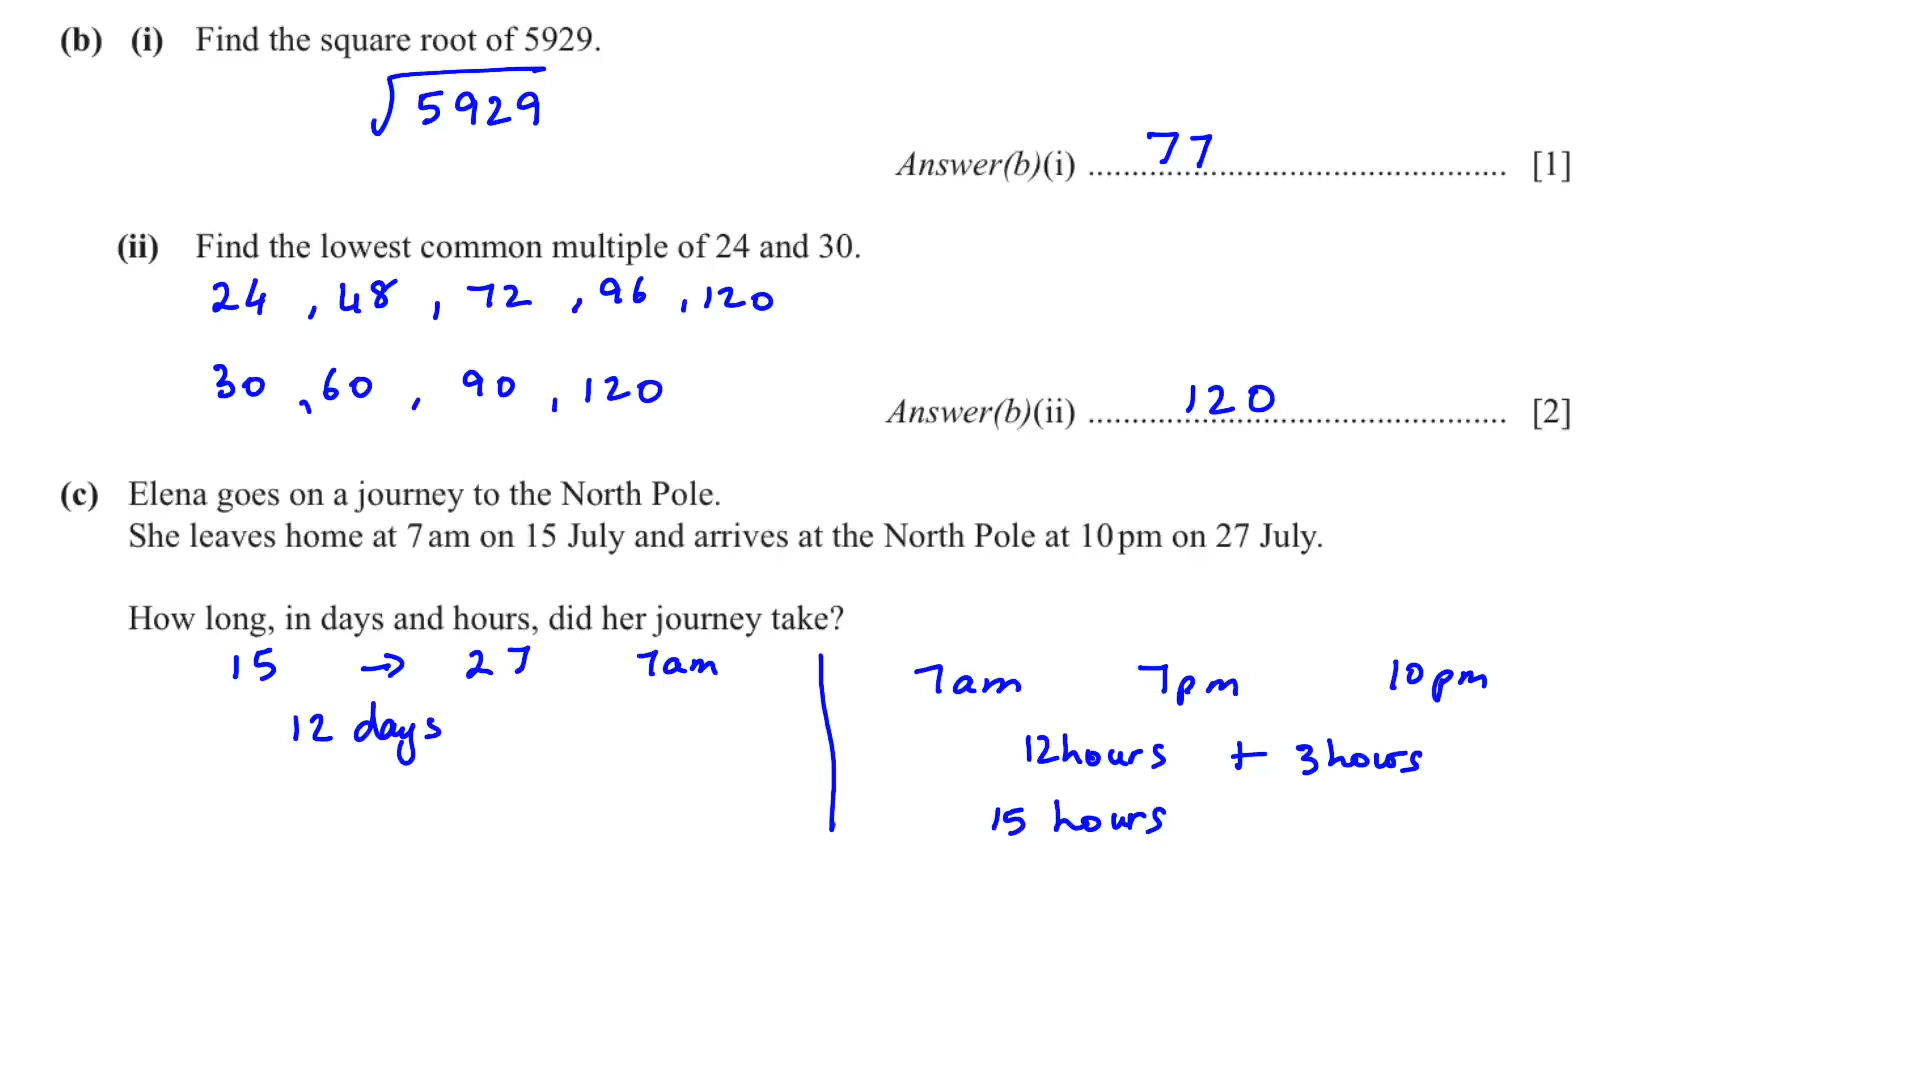 (b) (i) Find the square root of 5929.
√5929
Answer(b)(i) ................................................ [1]
77
(ii) Find the lowest common multiple of 24 and 30.
24 , 48 , 72 , 96 , 120
30 , 60 , 90 , 120
Answer(b)(ii) ................................................ [2]
120
(c) Elena goes on a journey to the North Pole.
She leaves home at 7 am on 15 July and arrives at the North Pole at 10 pm on 27 July.
How long, in days and hours, did her journey take?
15 → 27 7am
7am 7pm 10pm
12 days
12hours + 3hours
15 hours